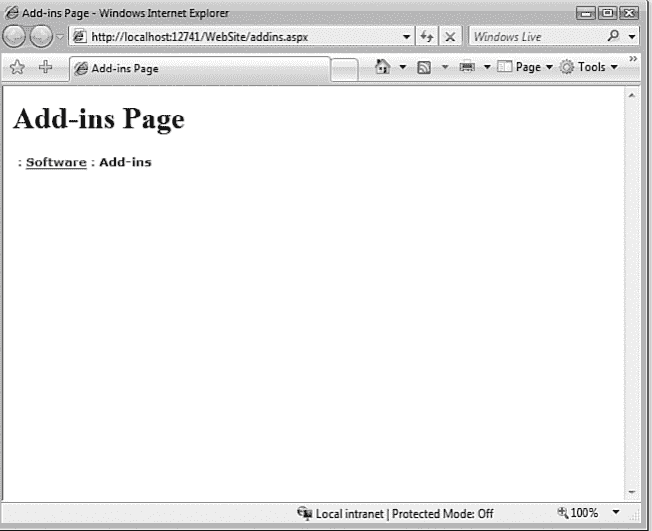 Add-ins Page - Windows Internet Explorer
http://localhost:12741/WebSite/addins.aspx
Windows Live
Add-ins Page
Page
Tools
»
Add-ins Page
: Software : Add-ins
Local intranet | Protected Mode: Off
100%